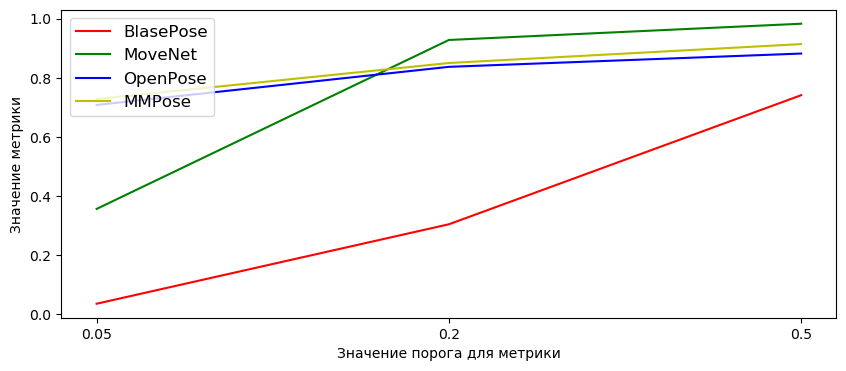 1.0
0.8
0.6
0.4
0.2
0.0
Значение метрики
BlasePose
MoveNet
OpenPose
MMPose
0.05
0.2
0.5
Значение порога для метрики